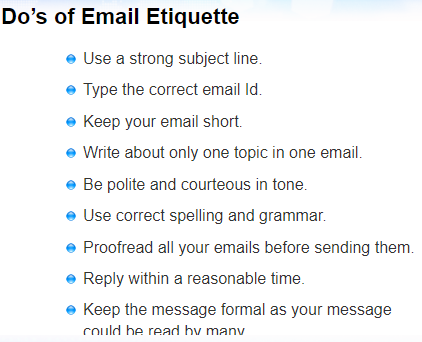 Do’s of Email Etiquette
Use a strong subject line.
Type the correct email Id.
Keep your email short.
Write about only one topic in one email.
Be polite and courteous in tone.
Use correct spelling and grammar.
Proofread all your emails before sending them.
Reply within a reasonable time.
Keep the message formal as your message
could be read by many